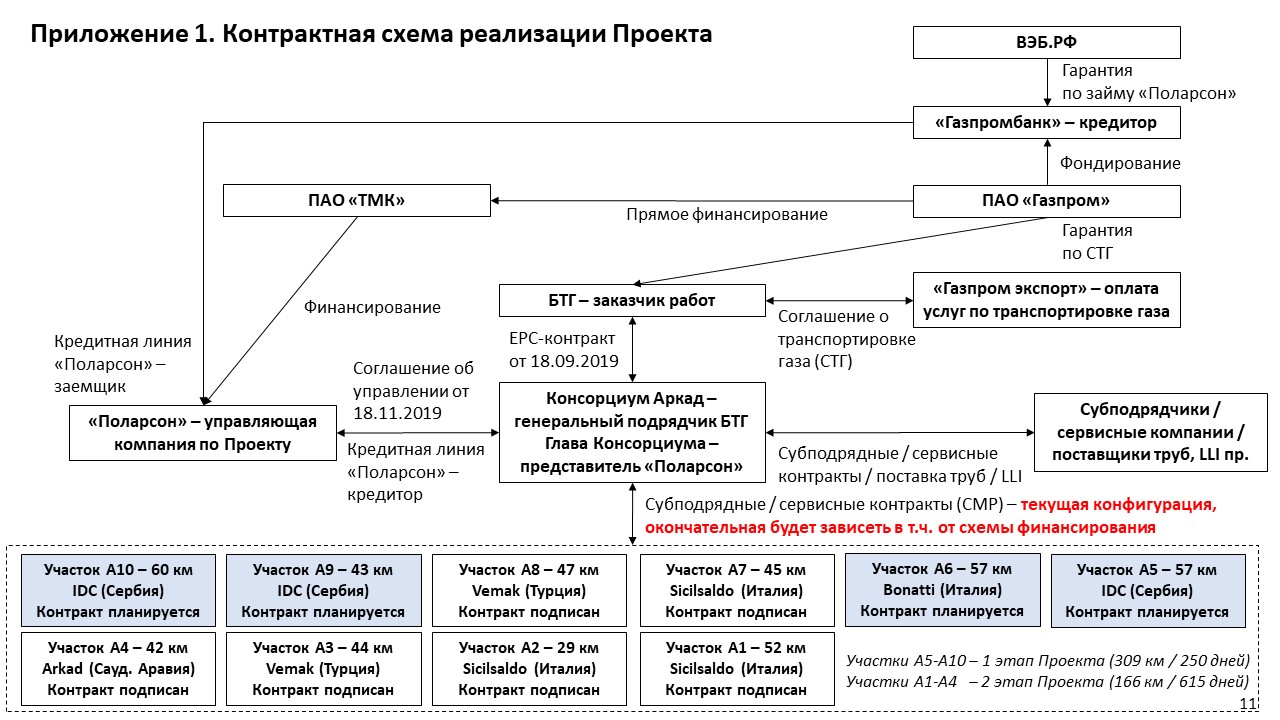 Приложение 1. Контрактная схема реализации Проекта
ВЭБ.РФ
Гарантия
по займу «Поларсон»
«Газпромбанк» – кредитор
Фондирование
ПАО «ТМК»
Прямое финансирование
ПАО «Газпром»
Гарантия
по СТГ
Финансирование
БТГ – заказчик работ
«Газпром экспорт» – оплата
услуг по транспортировке газа
Соглашение о
транспортировке
газа (СТГ)
EPC-контракт
от 18.09.2019
Кредитная линия
«Поларсон» –
заемщик
Соглашение об
управлении от
18.11.2019
«Поларсон» – управляющая
компания по Проекту
Кредитная линия
«Поларсон» –
кредитор
Консорциум Аркад –
генеральный подрядчик БТГ
Глава Консорциума –
представитель «Поларсон»
Субподрядные / сервисные
контракты / поставка труб / LLI
Субподрядчики /
сервисные компании /
поставщики труб, LLI пр.
Субподрядные / сервисные контракты (СМР) – текущая конфигурация,
окончательная будет зависеть в т.ч. от схемы финансирования
Участок А10 – 60 км
IDC (Сербия)
Контракт планируется
Участок А9 – 43 км
IDC (Сербия)
Контракт планируется
Участок А8 – 47 км
Vemak (Турция)
Контракт подписан
Участок А7 – 45 км
Sicilsaldo (Италия)
Контракт подписан
Участок А6 – 57 км
Bonatti (Италия)
Контракт планируется
Участок А5 – 57 км
IDC (Сербия)
Контракт планируется
Участок А4 – 42 км
Arkad (Сауд. Аравия)
Контракт подписан
Участок А3 – 44 км
Vemak (Турция)
Контракт подписан
Участок А2 – 29 км
Sicilsaldo (Италия)
Контракт подписан
Участок А1 – 52 км
Sicilsaldo (Италия)
Контракт подписан
Участки А5-А10 – 1 этап Проекта (309 км / 250 дней)
Участки А1-А4 – 2 этап Проекта (166 км / 615 дней)
11